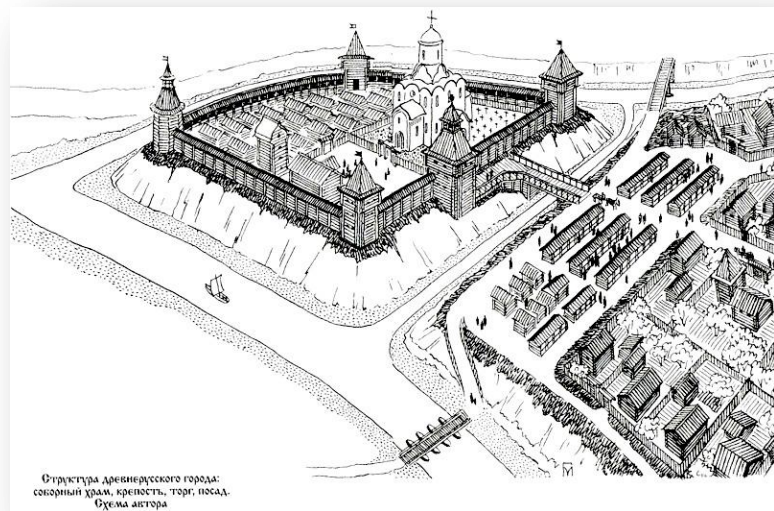 Структура древнерусского города:
соборный храм, крепость, торг, посад.
Схема автора